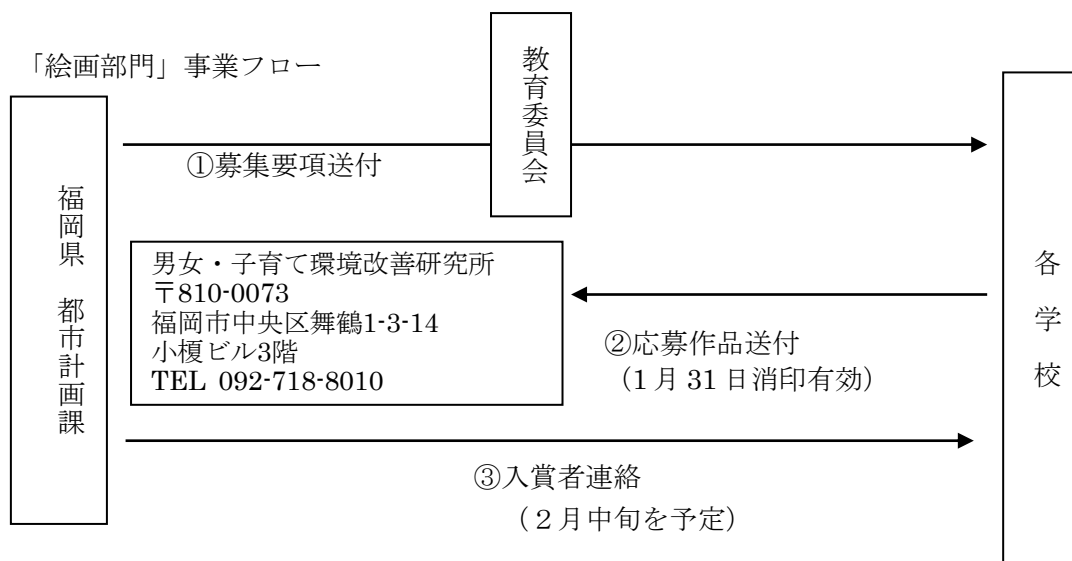 「絵画部門」事業フロー
教育委員会
①募集要項送付
福岡県 都市計画課
男女・子育て環境改善研究所
〒810-0073
福岡市中央区舞鶴1-3-14
小榎ビル3階
TEL 092-718-8010
②応募作品送付
（1月31日消印有効）
各学校
③入賞者連絡
（２月中旬を予定）